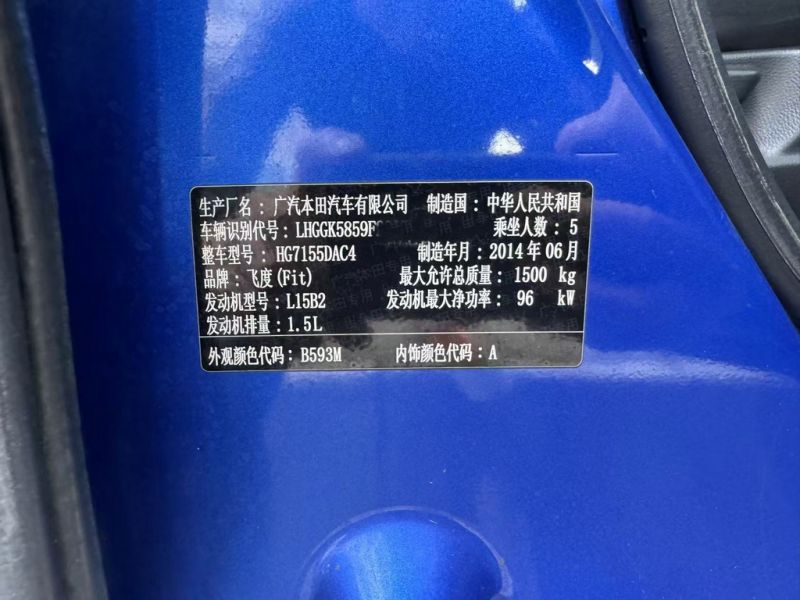 生产厂名：广汽本田汽车有限公司 制造国：中华人民共和国
车辆识别代号：LHGGK5859F 乘坐人数：5
整车型号：HG7155DAC4 制造年月：2014年06月
品牌：飞度(Fit) 最大允许总质量：1500 kg
发动机型号：L15B2 发动机最大净功率：96 kW
发动机排量：1.5L
外观颜色代码：B593M 内饰颜色代码：A